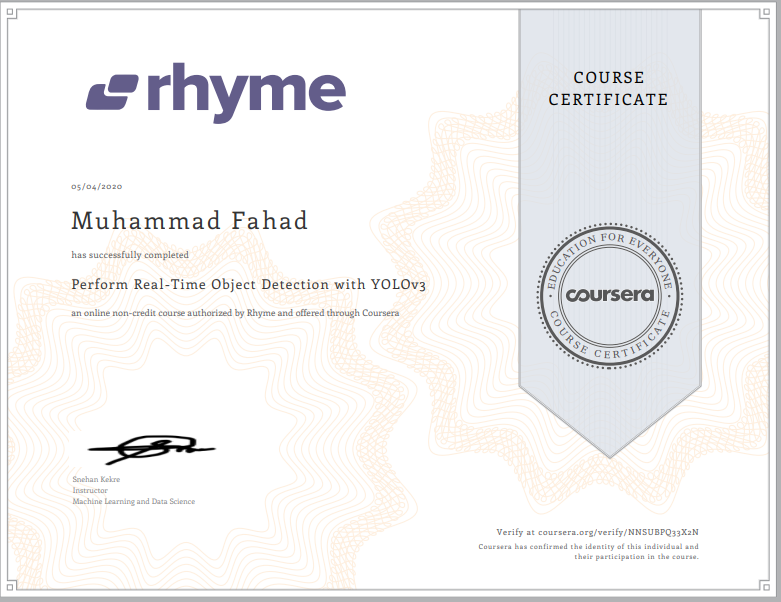 rhyme
COURSE
CERTIFICATE
05/04/2020
Muhammad Fahad
has successfully completed
Perform Real-Time Object Detection with YOLOv3
an online non-credit course authorized by Rhyme and offered through Coursera
EDUCATION FOR EVERYONE
coursera
COURSE CERTIFICATE
Snehan Kekre
Instructor
Machine Learning and Data Science
Verify at coursera.org/verify/NNSUBPQ33X2N
Coursera has confirmed the identity of this individual and
their participation in the course.